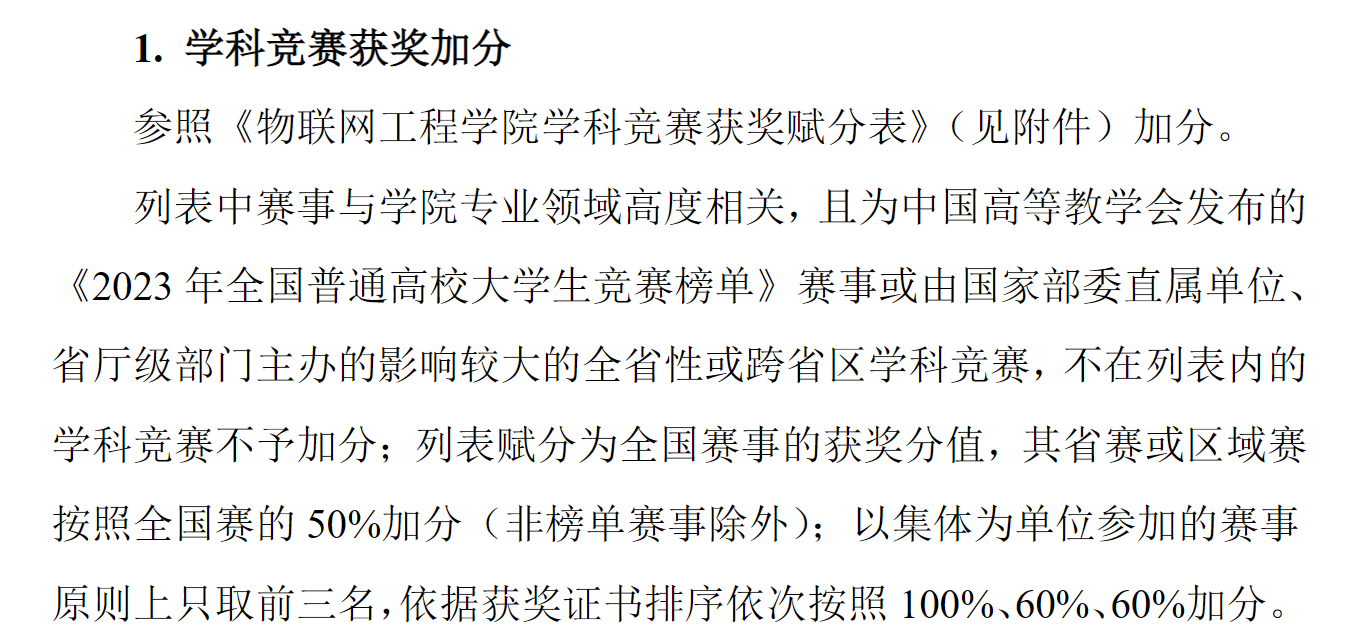 1. 学科竞赛获奖加分
参照《物联网工程学院学科竞赛获奖赋分表》（见附件）加分。
列表中赛事与学院专业领域高度相关，且为中国高等教学会发布的
《2023 年全国普通高校大学生竞赛榜单》赛事或由国家部委直属单位、
省厅级部门主办的影响较大的全省性或跨省区学科竞赛，不在列表内的
学科竞赛不予加分；列表赋分为全国赛事的获奖分值，其省赛或区域赛
按照全国赛的 50%加分（非榜单赛事除外）；以集体为单位参加的赛事
原则上只取前三名，依据获奖证书排序依次按照 100%、60%、60%加分。